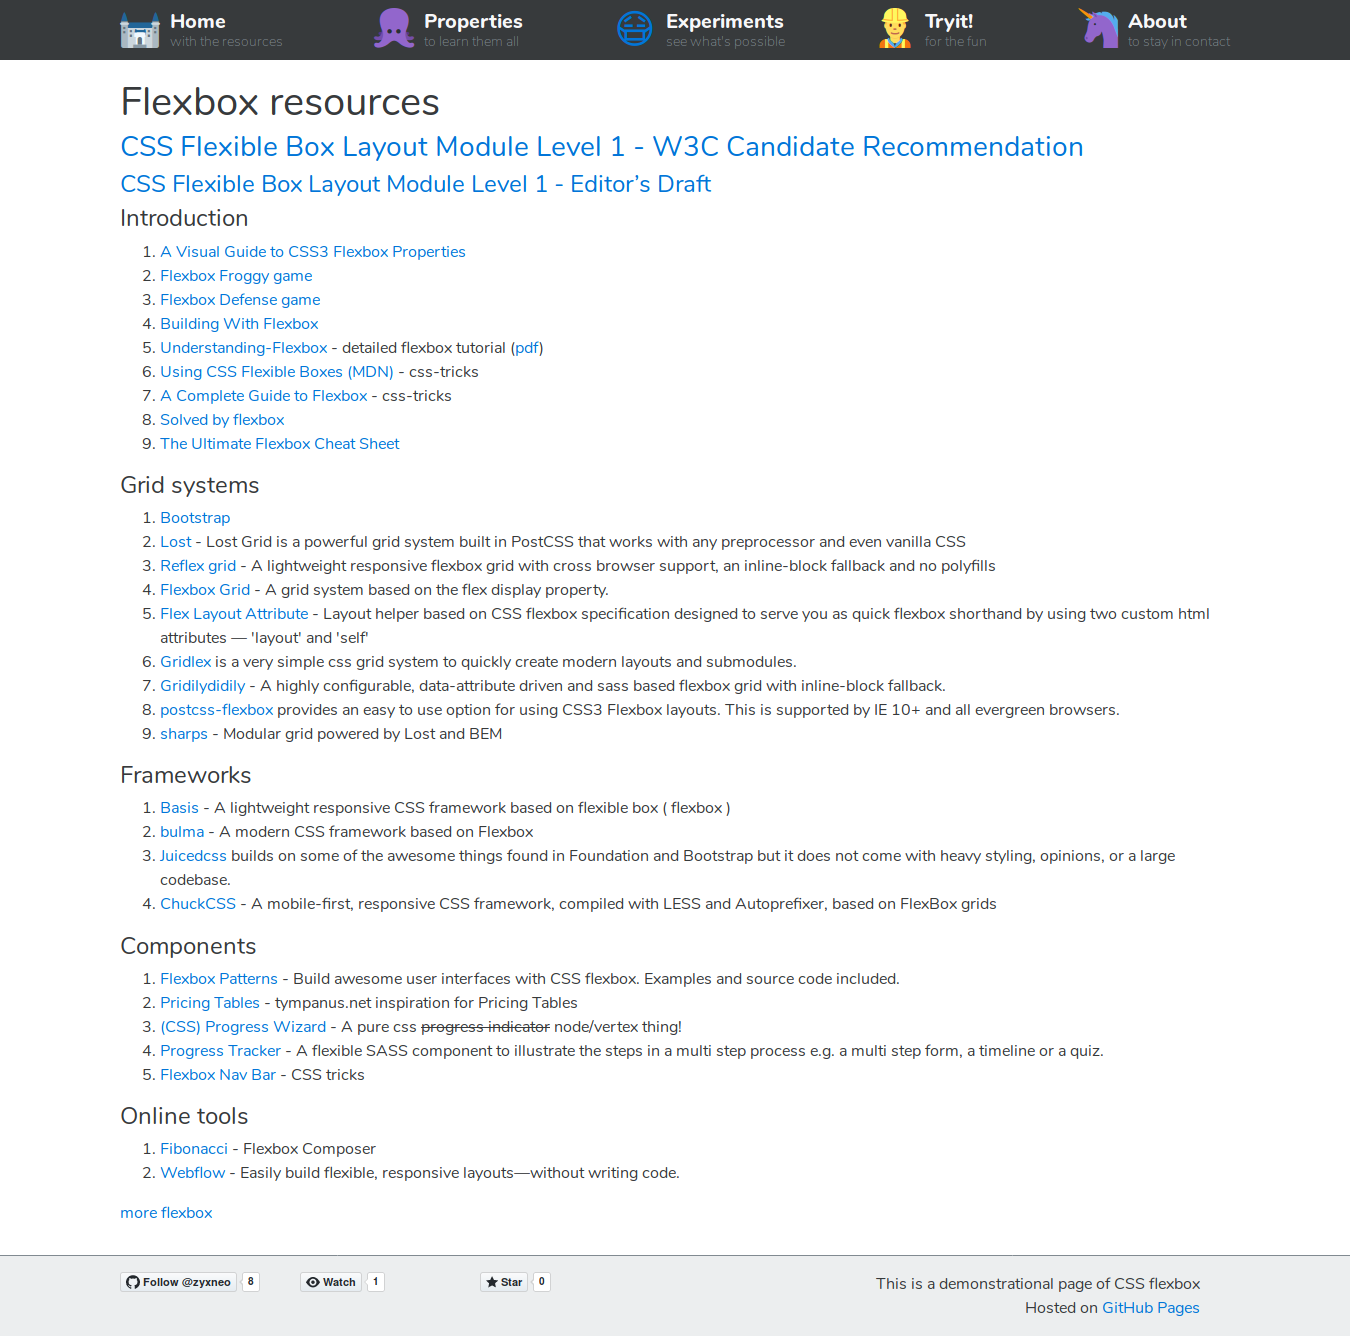 Home
with the resources
Properties
to learn them all
Experiments
see what's possible
Tryit!
for the fun
About
to stay in contact
Flexbox resources
CSS Flexible Box Layout Module Level 1 - W3C Candidate Recommendation
CSS Flexible Box Layout Module Level 1 - Editor’s Draft
Introduction
1. A Visual Guide to CSS3 Flexbox Properties
2. Flexbox Froggy game
3. Flexbox Defense game
4. Building With Flexbox
5. Understanding-Flexbox - detailed flexbox tutorial (pdf)
6. Using CSS Flexible Boxes (MDN) - css-tricks
7. A Complete Guide to Flexbox - css-tricks
8. Solved by flexbox
9. The Ultimate Flexbox Cheat Sheet
Grid systems
1. Bootstrap
2. Lost - Lost Grid is a powerful grid system built in PostCSS that works with any preprocessor and even vanilla CSS
3. Reflex grid - A lightweight responsive flexbox grid with cross browser support, an inline-block fallback and no polyfills
4. Flexbox Grid - A grid system based on the flex display property.
5. Flex Layout Attribute - Layout helper based on CSS flexbox specification designed to serve you as quick flexbox shorthand by using two custom html
attributes — 'layout' and 'self'
6. Gridlex is a very simple css grid system to quickly create modern layouts and submodules.
7. Gridilydidily - A highly configurable, data-attribute driven and sass based flexbox grid with inline-block fallback.
8. postcss-flexbox provides an easy to use option for using CSS3 Flexbox layouts. This is supported by IE 10+ and all evergreen browsers.
9. sharps - Modular grid powered by Lost and BEM
Frameworks
1. Basis - A lightweight responsive CSS framework based on flexible box ( flexbox )
2. bulma - A modern CSS framework based on Flexbox
3. Juicedcss builds on some of the awesome things found in Foundation and Bootstrap but it does not come with heavy styling, opinions, or a large
codebase.
4. ChuckCSS - A mobile-first, responsive CSS framework, compiled with LESS and Autoprefixer, based on FlexBox grids
Components
1. Flexbox Patterns - Build awesome user interfaces with CSS flexbox. Examples and source code included.
2. Pricing Tables - tympanus.net inspiration for Pricing Tables
3. (CSS) Progress Wizard - A pure css progress indicator node/vertex thing!
4. Progress Tracker - A flexible SASS component to illustrate the steps in a multi step process e.g. a multi step form, a timeline or a quiz.
5. Flexbox Nav Bar - CSS tricks
Online tools
1. Fibonacci - Flexbox Composer
2. Webflow - Easily build flexible, responsive layouts—without writing code.
more flexbox
Follow @zyxneo 8
Watch 1
Star 0
This is a demonstrational page of CSS flexbox
Hosted on GitHub Pages